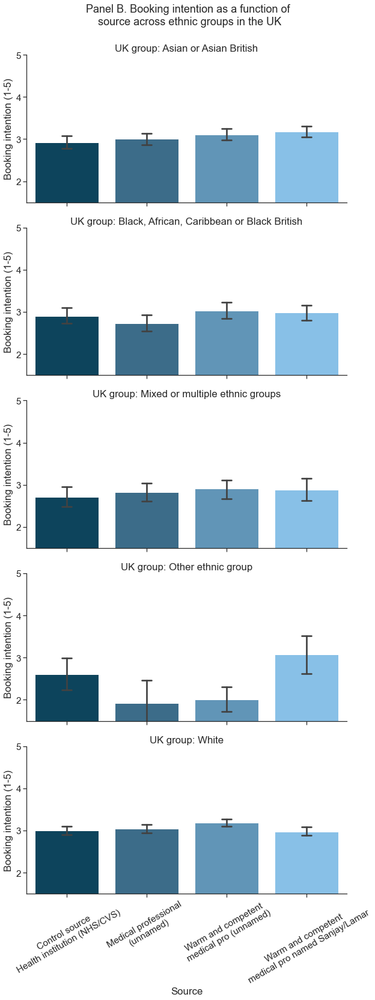 Panel B. Booking intention as a function of
source across ethnic groups in the UK
UK group: Asian or Asian British
Booking intention (1-5)
5
4
3
2
UK group: Black, African, Caribbean or Black British
Booking intention (1-5)
5
4
3
2
UK group: Mixed or multiple ethnic groups
Booking intention (1-5)
5
4
3
2
UK group: Other ethnic group
Booking intention (1-5)
5
4
3
2
UK group: White
Booking intention (1-5)
5
4
3
2
Control source
Health institution (NHS/CVS)
Medical professional
(unnamed)
Warm and competent
medical pro (unnamed)
Warm and competent
medical pro named Sanjay/Lamar
Source